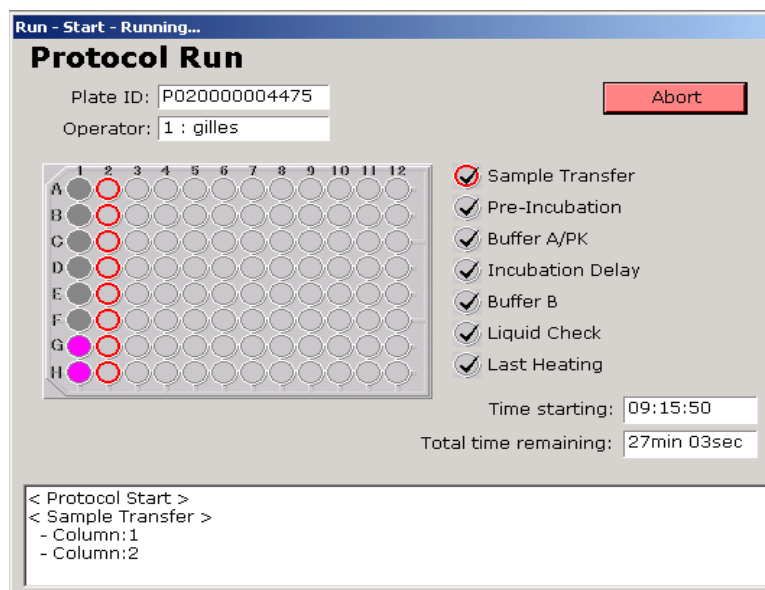 Run - Start - Running...
Protocol Run
Plate ID: P020000004475
Abort
Operator: 1 : gilles
1 2 3 4 5 6 7 8 9 10 11 12
A
B
C
D
E
F
G
H
Sample Transfer
Pre-Incubation
Buffer A/PK
Incubation Delay
Buffer B
Liquid Check
Last Heating
Time starting: 09:15:50
Total time remaining: 27min 03sec
< Protocol Start >
< Sample Transfer >
- Column:1
- Column:2